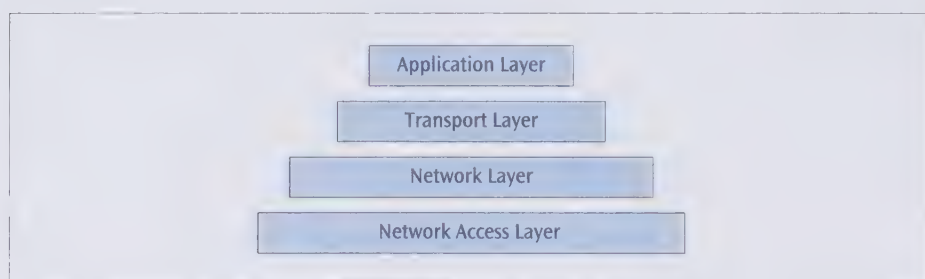 Application Layer
Transport Layer
Network Layer
Network Access Layer